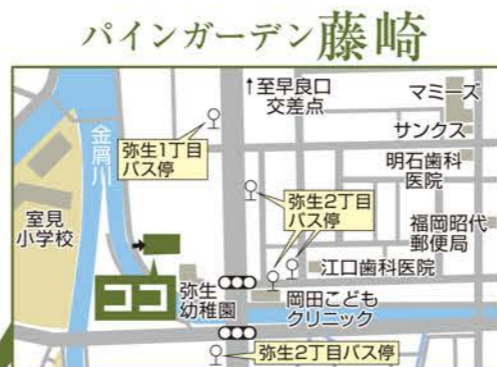 パインガーデン藤崎
↑至早良口
交差点
マミーズ
サンクス
金屑川
弥生1丁目
バス停
明石歯科
医院
弥生2丁目
バス停
室見
小学校
福岡昭代
郵便局
江口歯科医院
ココ
弥生
幼稚園
岡田こども
クリニック
弥生2丁目バス停